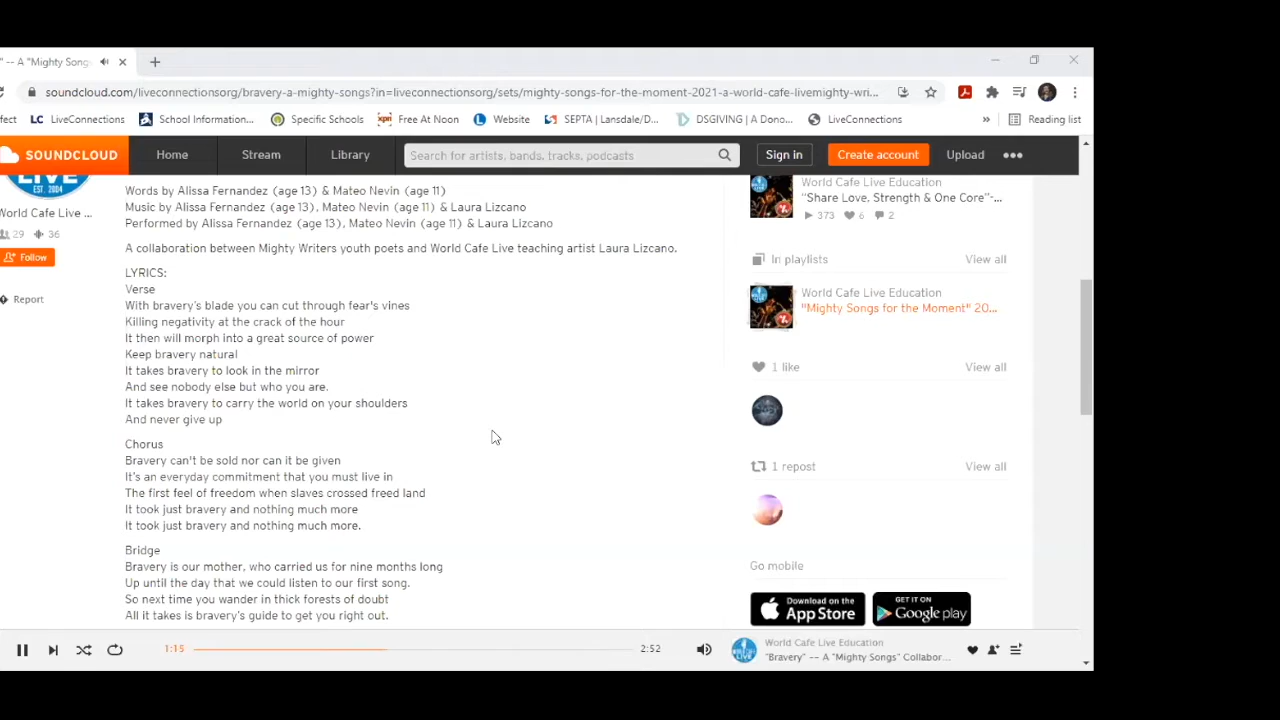 " -- A "Mighty Song
soundcloud.com/liveconnectionsorg/bravery-a-mighty-songs?in=liveconnectionsorg/sets/mighty-songs-for-the-moment-2021-a-world-cafe-livemighty-wri...
fect LC LiveConnections School Information... Specific Schools xpn Free At Noon Website SEPTA | Lansdale/D... DSGIVING | A Dono... LiveConnections » Reading list
SOUNDCLOUD Home Stream Library Search for artists, bands, tracks, podcasts Sign in Create account Upload •••
LIVE
EST. 2004
World Cafe Live ...
29 36
Follow
Report
Words by Alissa Fernandez (age 13) & Mateo Nevin (age 11)
Music by Alissa Fernandez (age 13), Mateo Nevin (age 11) & Laura Lizcano
Performed by Alissa Fernandez (age 13), Mateo Nevin (age 11) & Laura Lizcano
A collaboration between Mighty Writers youth poets and World Cafe Live teaching artist Laura Lizcano.
LYRICS:
Verse
With bravery's blade you can cut through fear's vines
Killing negativity at the crack of the hour
It then will morph into a great source of power
Keep bravery natural
It takes bravery to look in the mirror
And see nobody else but who you are.
It takes bravery to carry the world on your shoulders
And never give up
Chorus
Bravery can't be sold nor can it be given
It's an everyday commitment that you must live in
The first feel of freedom when slaves crossed freed land
It took just bravery and nothing much more
It took just bravery and nothing much more.
Bridge
Bravery is our mother, who carried us for nine months long
Up until the day that we could listen to our first song.
So next time you wander in thick forests of doubt
All it takes is bravery's guide to get you right out.
World Cafe Live Education
"Share Love, Strength & One Core"-...
373 6 2
In playlists View all
World Cafe Live Education
"Mighty Songs for the Moment" 20...
1 like View all
1 repost View all
Go mobile
Download on the
App Store
GET IT ON
Google play
1:15 2:52
World Cafe Live Education
"Bravery" -- A "Mighty Songs" Collabor...